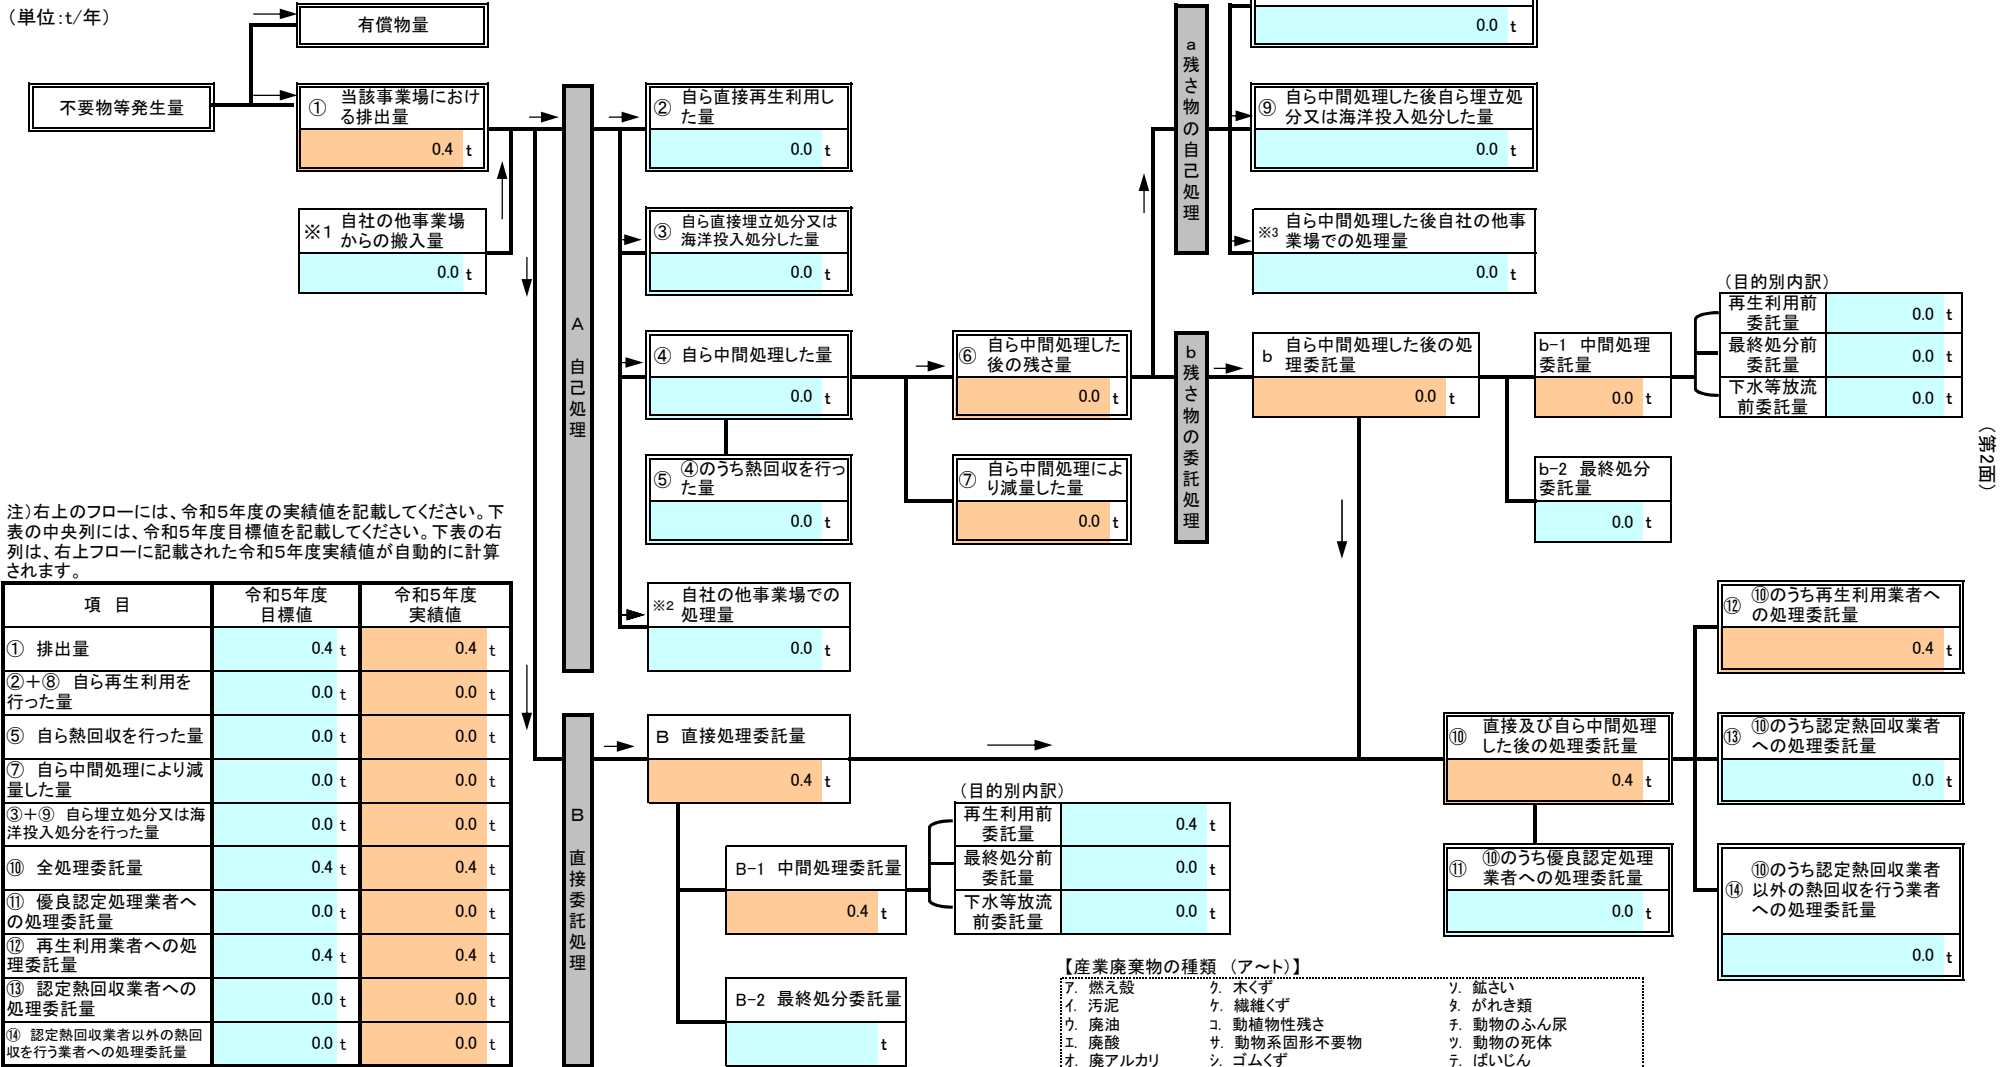 （単位：t/年）
有償物量
不要物等発生量
① 当該事業場におけ
る排出量
0.4 t
※1 自社の他事業場
からの搬入量
0.0 t
A 自己処理
② 自ら直接再生利用し
た量
0.0 t
③ 自ら直接埋立処分又は
海洋投入処分した量
0.0 t
④ 自ら中間処理した量
0.0 t
⑤ ④のうち熱回収を行っ
た量
0.0 t
※2 自社の他事業場での
処理量
0.0 t
⑥ 自ら中間処理した
後の残さ量
0.0 t
⑦ 自ら中間処理によ
り減量した量
0.0 t
a 残さ物の自己処理
0.0 t
⑨ 自ら中間処理した後自ら埋立処
分又は海洋投入処分した量
0.0 t
※3 自ら中間処理した後自社の他事
業場での処理量
0.0 t
b 残さ物の委託処理
b 自ら中間処理した後の処
理委託量
0.0 t
b-1 中間処理
委託量
0.0 t
（目的別内訳）
再生利用前
委託量
0.0 t
最終処分前
委託量
0.0 t
下水等放流
前委託量
0.0 t
b-2 最終処分
委託量
0.0 t
（第2面）
注）右上のフローには、令和5年度の実績値を記載してください。下
表の中央列には、令和5年度目標値を記載してください。下表の右
列は、右上フローに記載された令和5年度実績値が自動的に計算
されます。
項 目 令和5年度
目標値 令和5年度
実績値
① 排出量 0.4 t 0.4 t
②＋⑧ 自ら再生利用を
行った量 0.0 t 0.0 t
⑤ 自ら熱回収を行った量 0.0 t 0.0 t
⑦ 自ら中間処理により減
量した量 0.0 t 0.0 t
③＋⑨ 自ら埋立処分又は海
洋投入処分を行った量 0.0 t 0.0 t
⑩ 全処理委託量 0.4 t 0.4 t
⑪ 優良認定処理業者へ
の処理委託量 0.0 t 0.0 t
⑫ 再生利用業者への処
理委託量 0.4 t 0.4 t
⑬ 認定熱回収業者への
処理委託量 0.0 t 0.0 t
⑭ 認定熱回収業者以外の熱回
収を行う業者への処理委託量 0.0 t 0.0 t
B 直接委託処理
B 直接処理委託量
0.4 t
B-1 中間処理委託量
0.4 t
（目的別内訳）
再生利用前
委託量
0.4 t
最終処分前
委託量
0.0 t
下水等放流
前委託量
0.0 t
B-2 最終処分委託量
t
⑩ 直接及び自ら中間処理
した後の処理委託量
0.4 t
⑪ ⑩のうち優良認定処理
業者への処理委託量
0.0 t
⑫ ⑩のうち再生利用業者へ
の処理委託量
0.4 t
⑬ ⑩のうち認定熱回収業者
への処理委託量
0.0 t
⑭ ⑩のうち認定熱回収業者
以外の熱回収を行う業者
への処理委託量
0.0 t
【産業廃棄物の種類 （ア～ト）】
ア. 燃え殻 ク. 木くず ソ. 鉱さい
イ. 汚泥 ケ. 繊維くず タ. がれき類
ウ. 廃油 コ. 動植物性残さ チ. 動物のふん尿
エ. 廃酸 サ. 動物系固形不要物 ツ. 動物の死体
オ. 廃アルカリ シ. ゴムくず テ. ばいじん